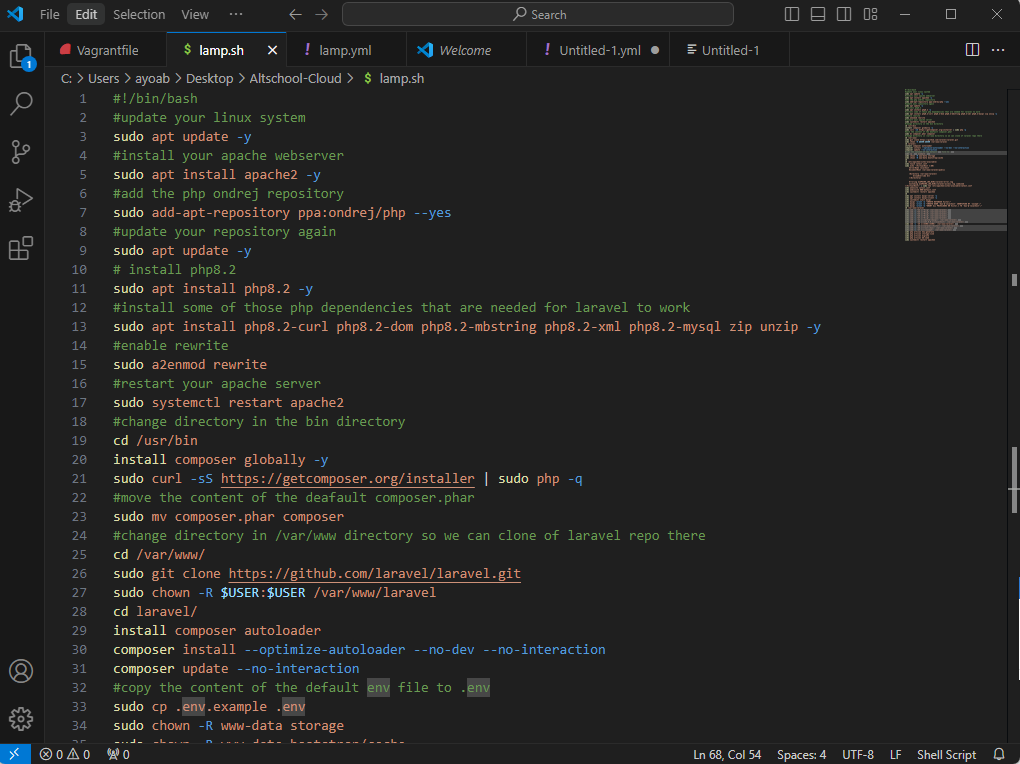 File Edit Selection View ··· Search
Vagrantfile lamp.sh lamp.yml Welcome Untitled-1.yml Untitled-1
C: > Users > ayoab > Desktop > Altschool-Cloud > $ lamp.sh
1 #!/bin/bash
2 #update your linux system
3 sudo apt update -y
4 #install your apache webserver
5 sudo apt install apache2 -y
6 #add the php ondrej repository
7 sudo add-apt-repository ppa:ondrej/php --yes
8 #update your repository again
9 sudo apt update -y
10 # install php8.2
11 sudo apt install php8.2 -y
12 #install some of those php dependencies that are needed for laravel to work
13 sudo apt install php8.2-curl php8.2-dom php8.2-mbstring php8.2-xml php8.2-mysql zip unzip -y
14 #enable rewrite
15 sudo a2enmod rewrite
16 #restart your apache server
17 sudo systemctl restart apache2
18 #change directory in the bin directory
19 cd /usr/bin
20 install composer globally -y
21 sudo curl -sS https://getcomposer.org/installer | sudo php -q
22 #move the content of the deafault composer.phar
23 sudo mv composer.phar composer
24 #change directory in /var/www directory so we can clone of laravel repo there
25 cd /var/www/
26 sudo git clone https://github.com/laravel/laravel.git
27 sudo chown -R $USER:$USER /var/www/laravel
28 cd laravel/
29 install composer autoloader
30 composer install --optimize-autoloader --no-dev --no-interaction
31 composer update --no-interaction
32 #copy the content of the default env file to .env
33 sudo cp .env.example .env
34 sudo chown -R www-data storage
35 sudo chown -R www-data bootstrap/cache
1
0 0 0 Ln 68, Col 54 Spaces: 4 UTF-8 LF Shell Script